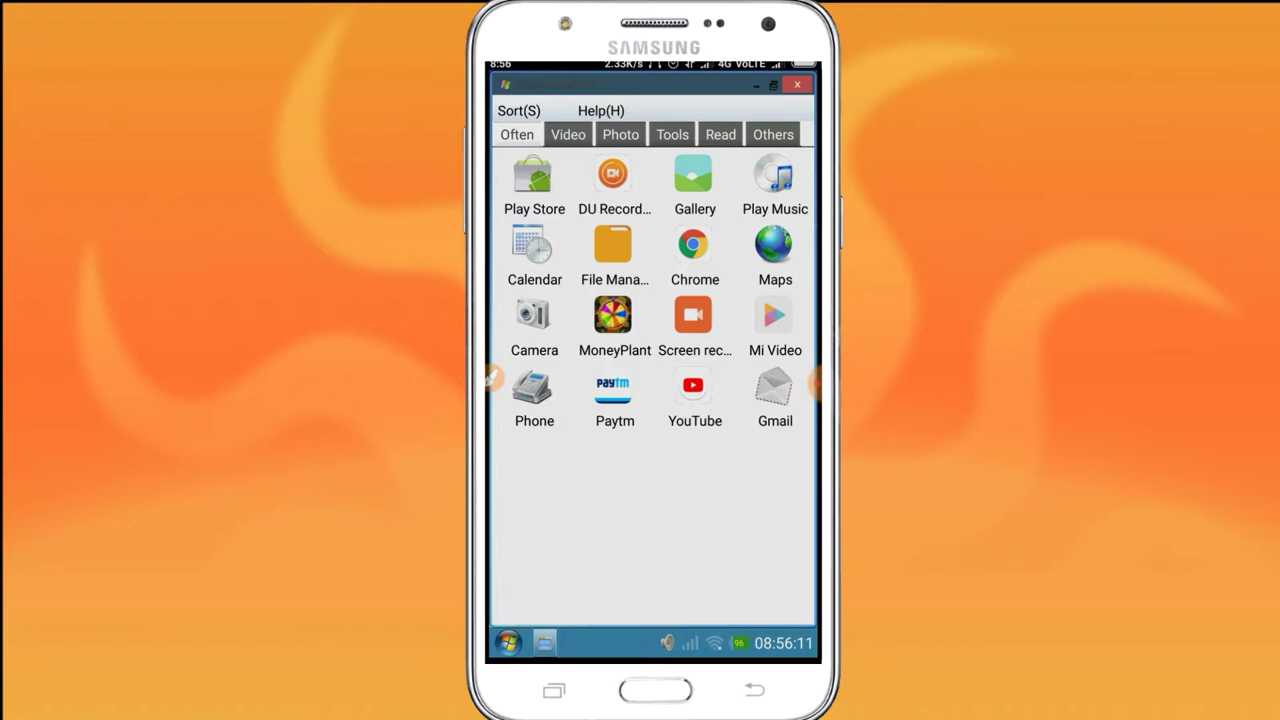 SAMSUNG
8:56 2.33K/s 4G VoLTE
Sort(S) Help(H)
Often Video Photo Tools Read Others
Play Store DU Record... Gallery Play Music
Calendar File Mana... Chrome Maps
Camera MoneyPlant Screen rec... Mi Video
paytm
Phone Paytm YouTube Gmail
96 08:56:11